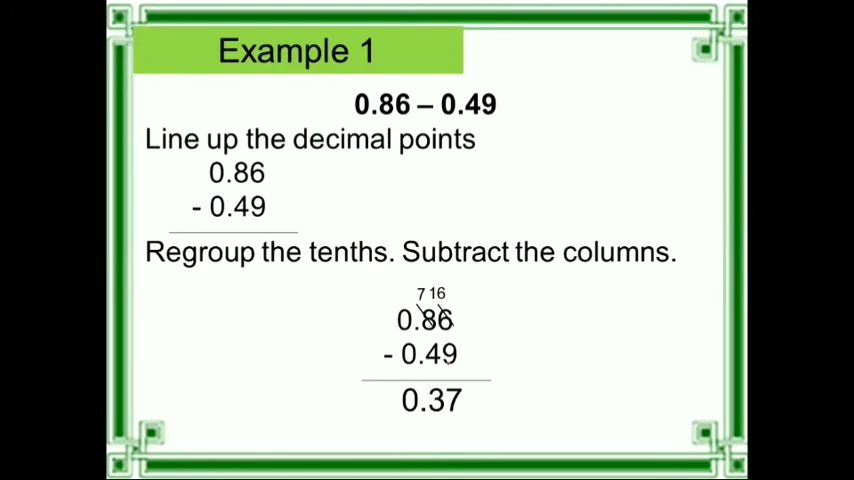 Example 1
0.86 – 0.49
Line up the decimal points
0.86
- 0.49
Regroup the tenths. Subtract the columns.
7 16
0.86
- 0.49
0.37